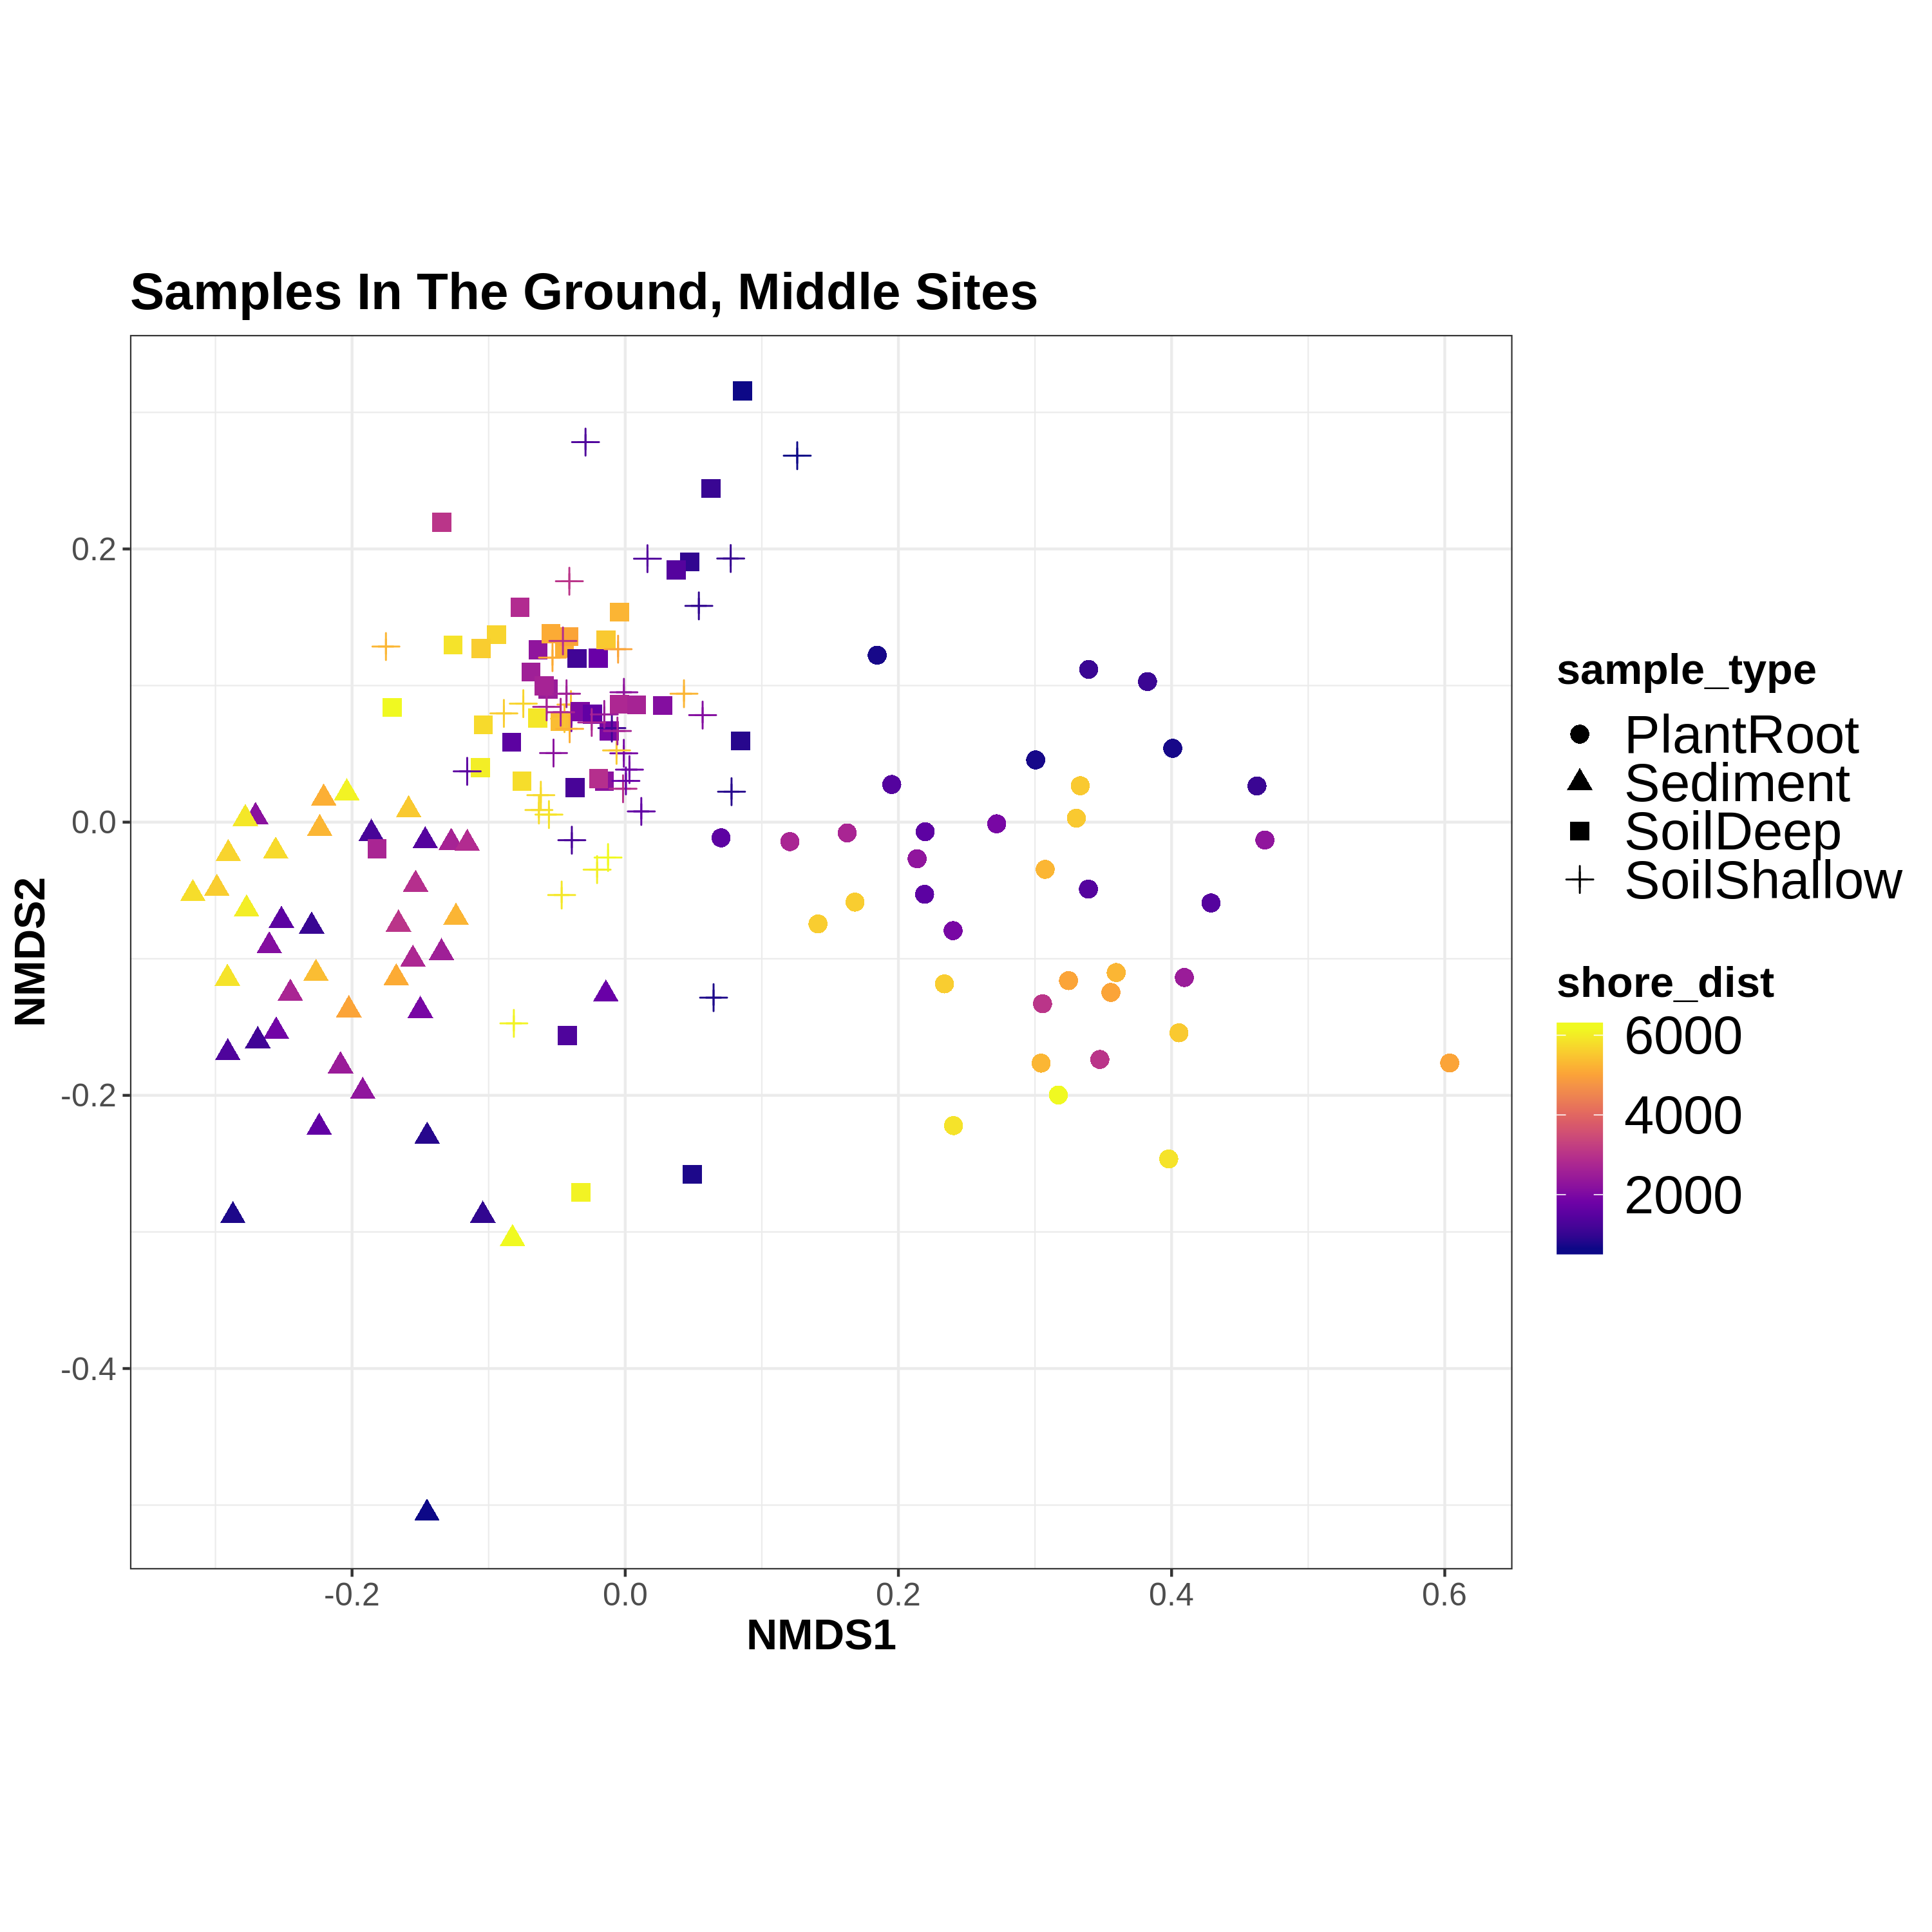 Samples In The Ground, Middle Sites
NMDS2
0.2
0.0
-0.2
-0.4
-0.2
0.0
0.2
0.4
0.6
NMDS1
sample_type
PlantRoot
Sediment
SoilDeep
SoilShallow
shore_dist
6000
4000
2000